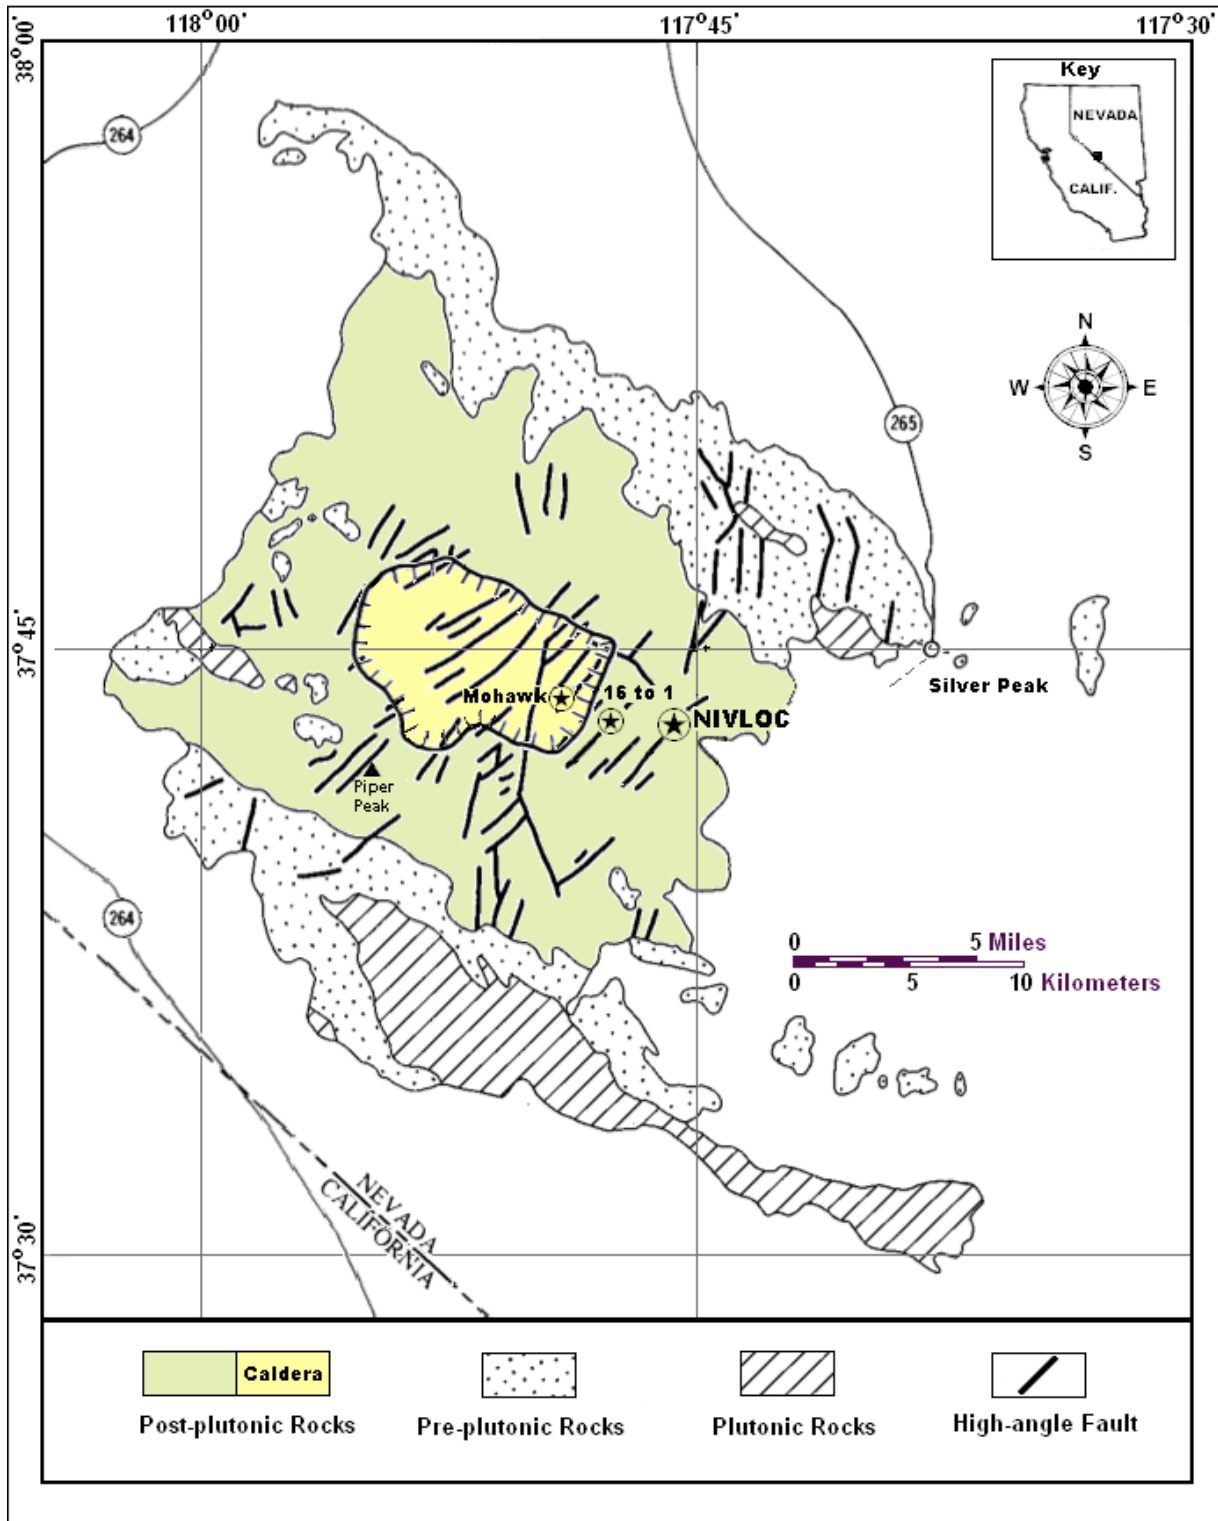 118°00'
117°45'
117°30'
38°00'
Key
NEVADA
CALIF.
264
N
W E
S
265
37°45'
Mohawk
16 to 1
NIVLOC
Silver Peak
Piper
Peak
264
0 5 Miles
0 5 10 Kilometers
NEVADA
CALIFORNIA
37°30'
Caldera
Post-plutonic Rocks
Pre-plutonic Rocks
Plutonic Rocks
High-angle Fault